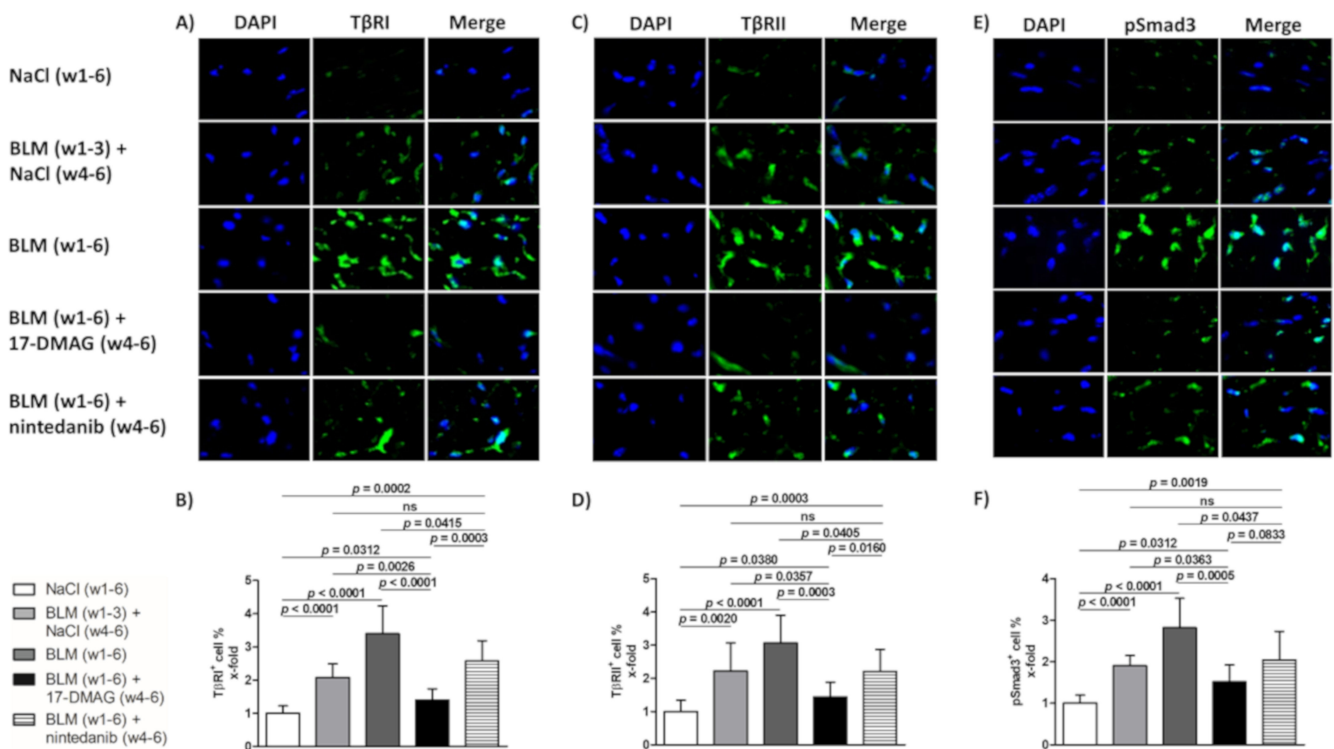 A)
DAPI TβRI Merge
C)
DAPI TβRII Merge
E)
DAPI pSmad3 Merge
NaCl (w1-6)
BLM (w1-3) +
NaCl (w4-6)
BLM (w1-6)
BLM (w1-6) +
17-DMAG (w4-6)
BLM (w1-6) +
nintedanib (w4-6)
NaCl (w1-6)
BLM (w1-3) +
NaCl (w4-6)
BLM (w1-6)
BLM (w1-6) +
17-DMAG (w4-6)
BLM (w1-6) +
nintedanib (w4-6)
B)
p = 0.0002
ns
p = 0.0415
p = 0.0003
p = 0.0312
p = 0.0026
p < 0.0001
p < 0.0001
p < 0.0001
TβRI+ cell %
x-fold
5
4
3
2
1
0
D)
p = 0.0003
ns
p = 0.0405
p = 0.0160
p = 0.0380
p = 0.0357
p = 0.0003
p < 0.0001
p = 0.0020
TβRII+ cell %
x-fold
5
4
3
2
1
0
F)
p = 0.0019
ns
p = 0.0437
p = 0.0833
p = 0.0312
p = 0.0363
p = 0.0005
p < 0.0001
p < 0.0001
pSmad3+ cell %
x-fold
4
3
2
1
0